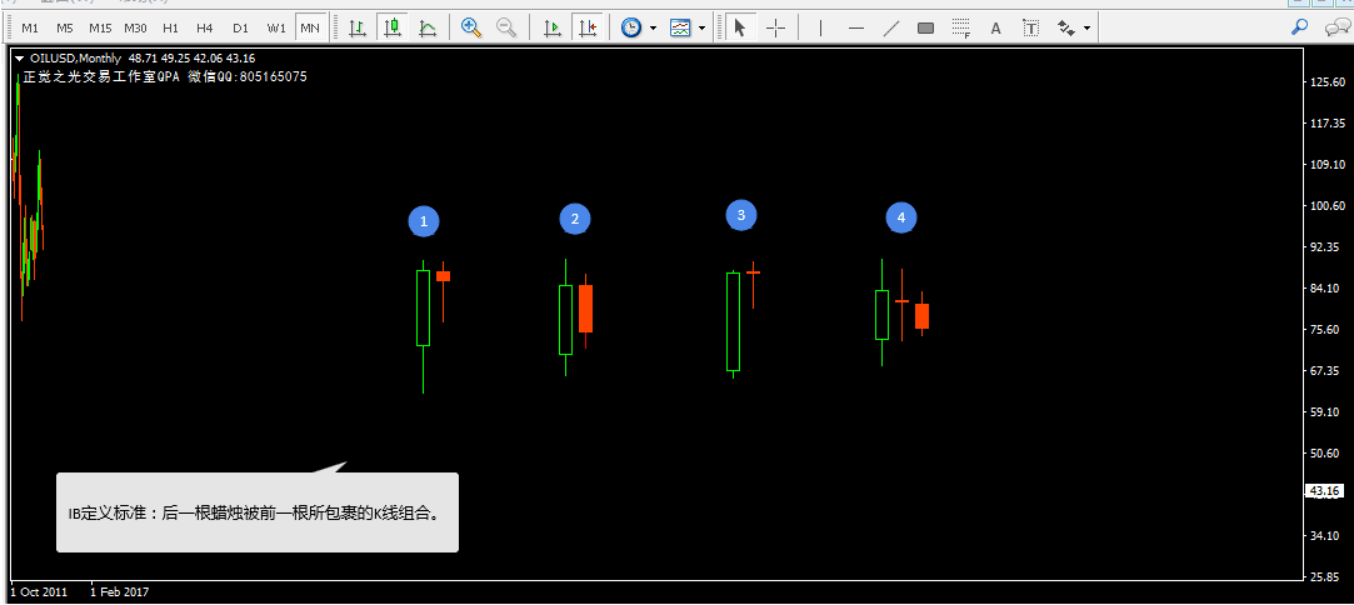 M1 M5 M15 M30 H1 H4 D1 W1 MN
F A T
OILUSD,Monthly 48.71 49.25 42.06 43.16
正觉之光交易工作室QPA 微信QQ:805165075
125.60
117.35
109.10
100.60
92.35
84.10
75.60
67.35
59.10
50.60
43.16
34.10
25.85
1 2 3 4
IB定义标准：后一根蜡烛被前一根所包裹的K线组合。
1 Oct 2011 1 Feb 2017